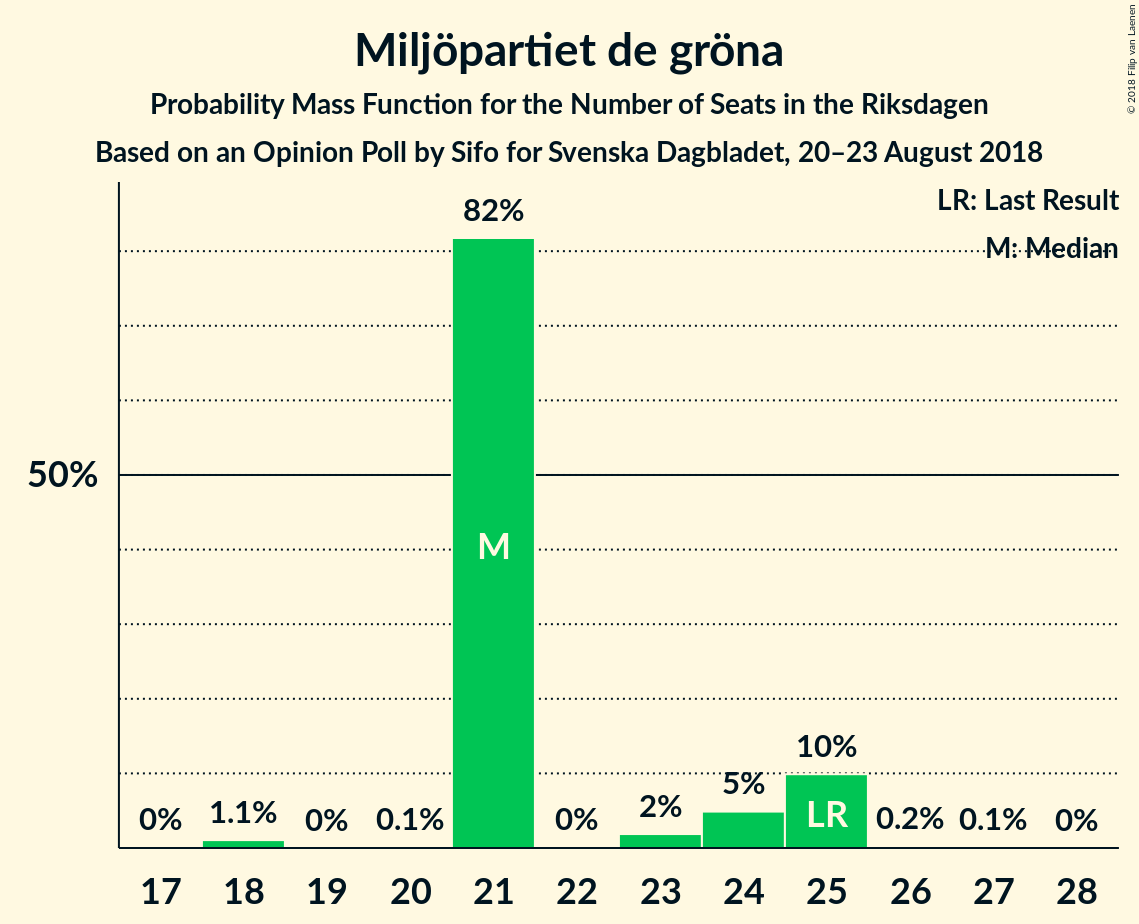 Miljöpartiet de gröna
Probability Mass Function for the Number of Seats in the Riksdagen
Based on an Opinion Poll by Sifo for Svenska Dagbladet, 20–23 August 2018
© 2018 Filip van Laenen
LR: Last Result
M: Median
50%
0%
1.1%
0%
0.1%
82%
0%
2%
5%
10%
0.2%
0.1%
0%
M
LR
17 18 19 20 21 22 23 24 25 26 27 28